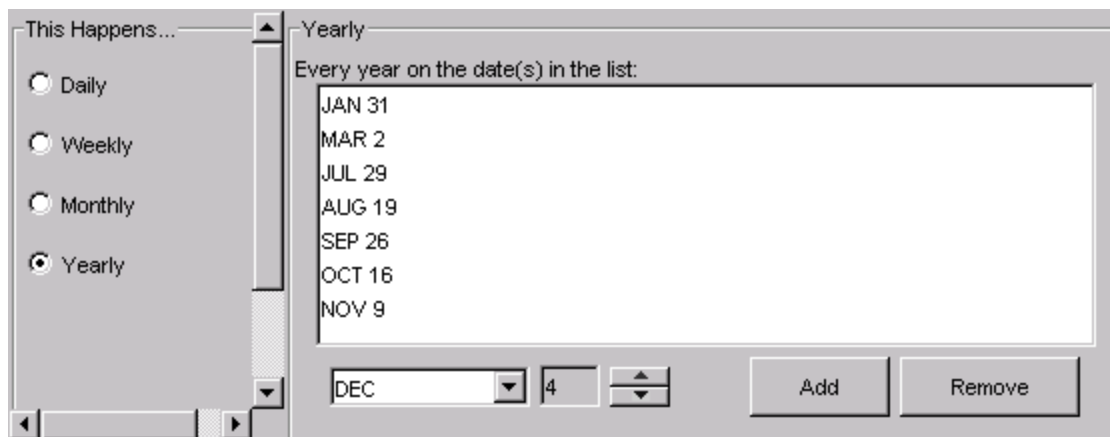 This Happens...
Daily
Weekly
Monthly
Yearly
Yearly
Every year on the date(s) in the list:
JAN 31
MAR 2
JUL 29
AUG 19
SEP 26
OCT 16
NOV 9
DEC 4 Add Remove